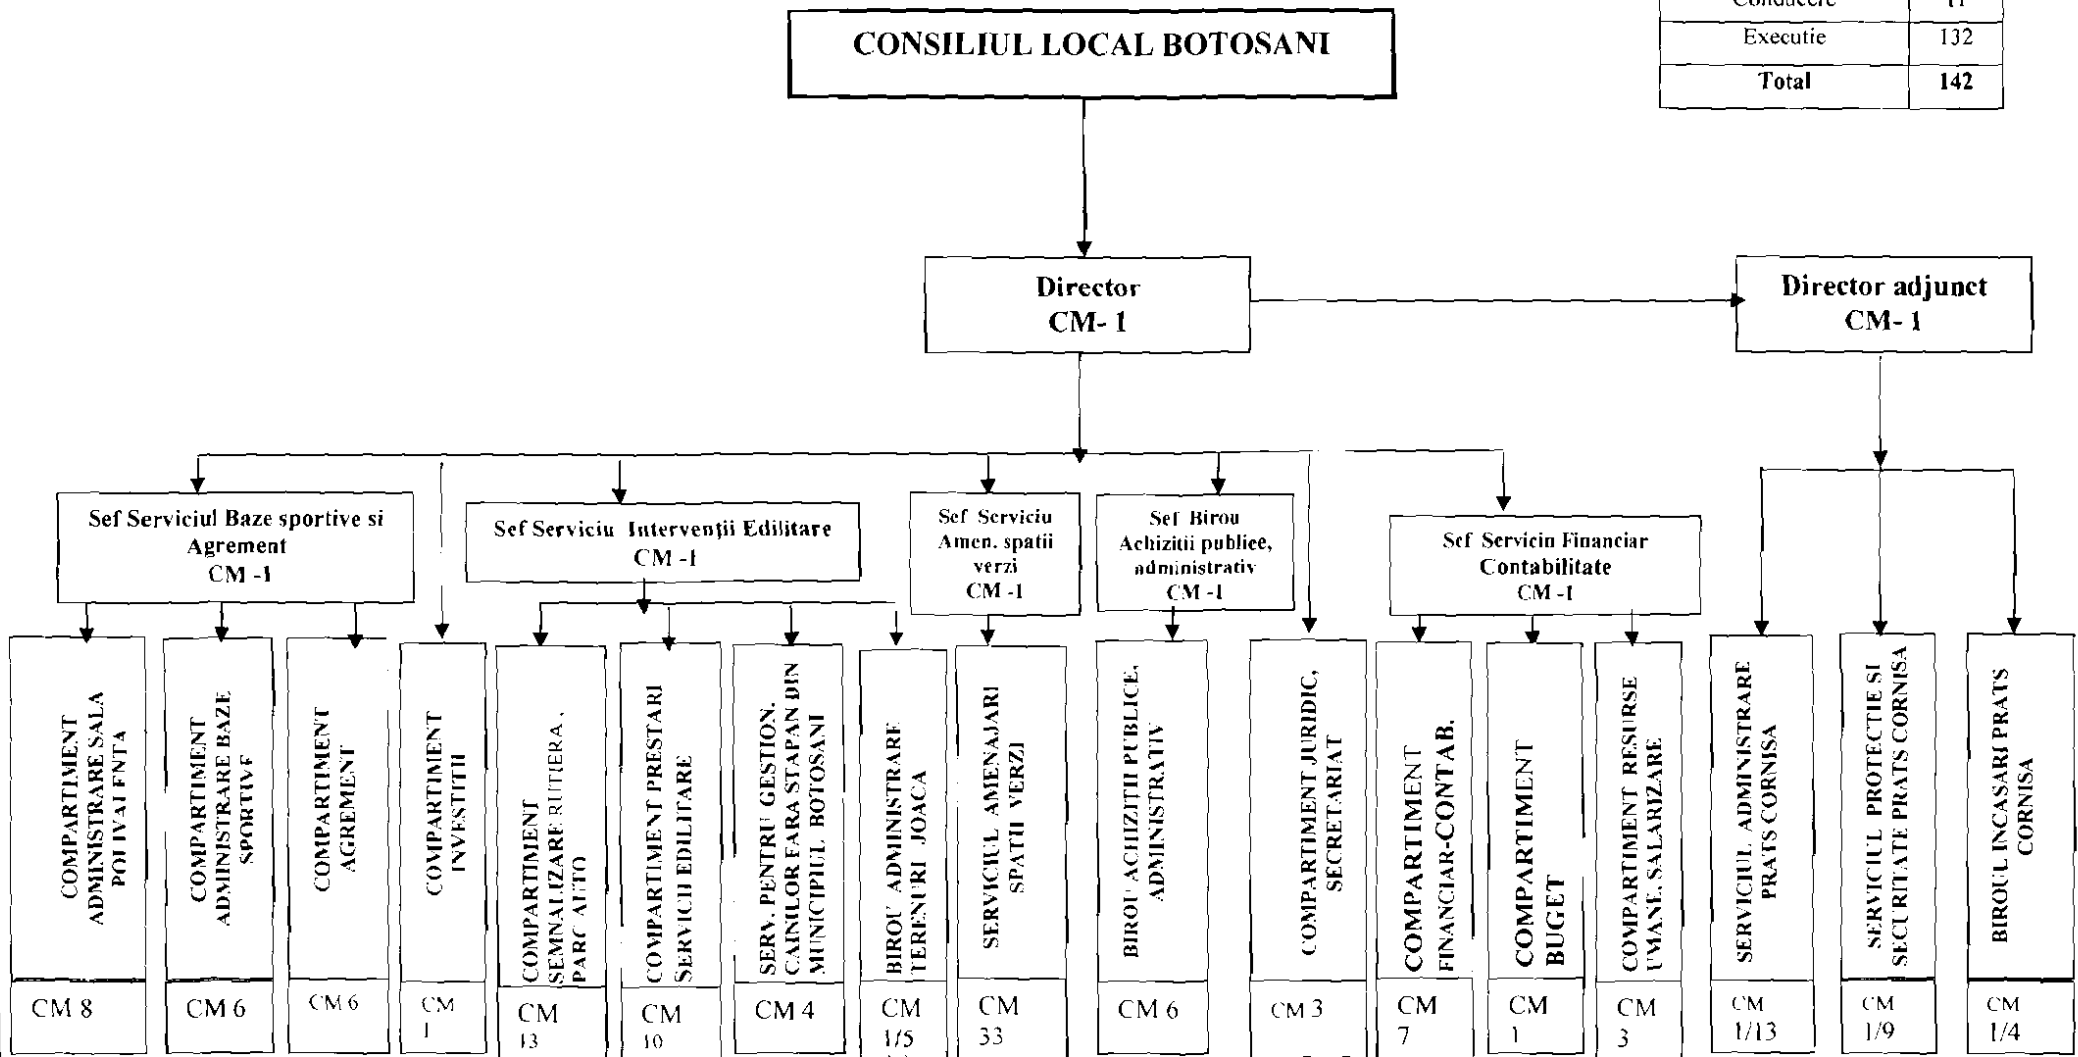 Conducere 11
Executie 132
Total 142
CONSILIUL LOCAL BOTOSANI
Director
CM- 1
Director adjunct
CM- 1
Sef Serviciul Baze sportive si
Agrement
CM -1
Sef Serviciu Intervenţii Edilitare
CM -1
Sef Serviciu
Amen. spatii
verzi
CM -1
Sef Birou
Achizitii publice,
administrativ
CM -1
Sef Serviciu Financiar
Contabilitate
CM -1
COMPARTIMENT
ADMINISTRARE SALA
POLIVALENTA
CM 8
COMPARTIMENT
ADMINISTRARE BAZE
SPORTIVE
CM 6
COMPARTIMENT
AGREMENT
CM 6
COMPARTIMENT
INVESTITII
CM
1
COMPARTIMENT
SEMNALIZARE RUTIERA ,
PARC AUTO
CM
13
COMPARTIMENT PRESTARI
SERVICII EDILITARE
CM
10
SERV. PENTRU GESTION.
CAINILOR FARA STAPAN DIN
MUNICIPIUL BOTOSANI
CM 4
BIROU ADMINISTRARE
TERENURI JOACA
CM
1/5
SERVICIUL AMENAJARI
SPATII VERZI
CM
33
BIROU ACHIZITII PUBLICE,
ADMINISTRATIV
CM 6
COMPARTIMENT JURIDIC,
SECRETARIAT
CM 3
COMPARTIMENT
FINANCIAR-CONTAB.
CM
7
COMPARTIMENT
BUGET
CM
1
COMPARTIMENT RESURSE
UMANE, SALARIZARE
CM
3
SERVICIUL ADMINISTRARE
PRATS CORNISA
CM
1/13
SERVICIUL PROTECTIE SI
SECURITATE PRATS CORNISA
CM
1/9
BIROUL INCASARI PRATS
CORNISA
CM
1/4